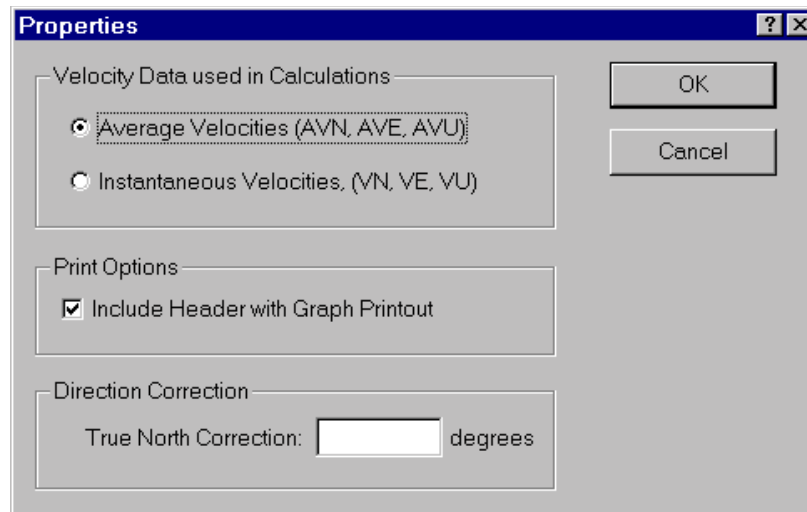 Properties
Velocity Data used in Calculations
Average Velocities (AVN, AVE, AVU)
Instantaneous Velocities, (VN, VE, VU)
Print Options
Include Header with Graph Printout
Direction Correction
True North Correction: degrees
OK
Cancel